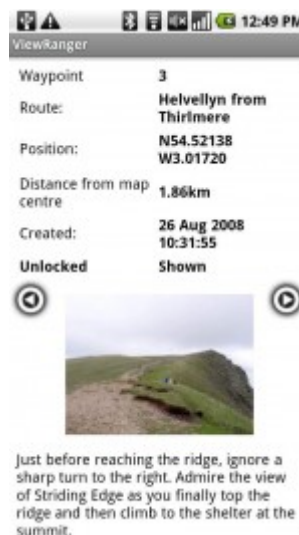 12:49 PM
ViewRanger
Waypoint 3
Route: Helvellyn from
Thirlmere
Position: N54.52138
W3.01720
Distance from map
centre 1.86km
Created: 26 Aug 2008
10:31:55
Unlocked Shown
Just before reaching the ridge, ignore a
sharp turn to the right. Admire the view
of Striding Edge as you finally top the
ridge and then climb to the shelter at the
summit.